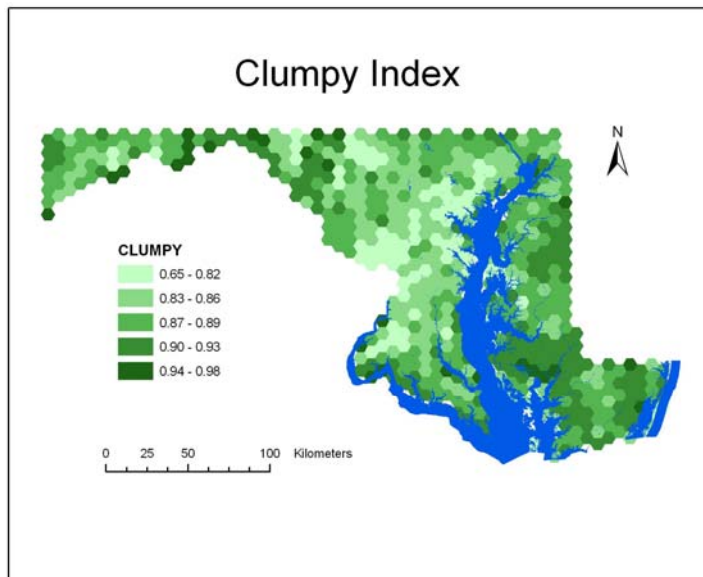 Clumpy Index
N
CLUMPY
0.65 - 0.82
0.83 - 0.86
0.87 - 0.89
0.90 - 0.93
0.94 - 0.98
0 25 50 100 Kilometers